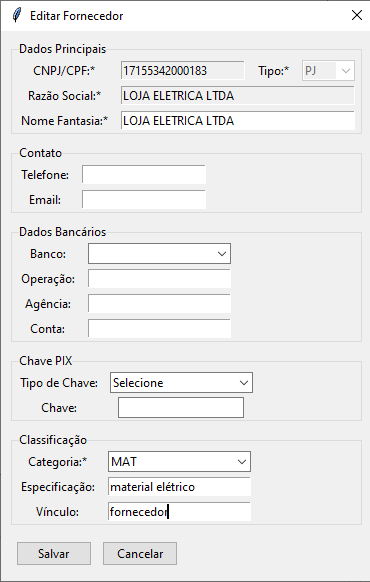 Editar Fornecedor
Dados Principais
CNPJ/CPF:* 17155342000183 Tipo:* PJ
Razão Social:* LOJA ELETRICA LTDA
Nome Fantasia:* LOJA ELETRICA LTDA
Contato
Telefone:
Email:
Dados Bancários
Banco:
Operação:
Agência:
Conta:
Chave PIX
Tipo de Chave: Selecione
Chave:
Classificação
Categoria:* MAT
Especificação: material elétrico
Vínculo: fornecedor
Salvar Cancelar